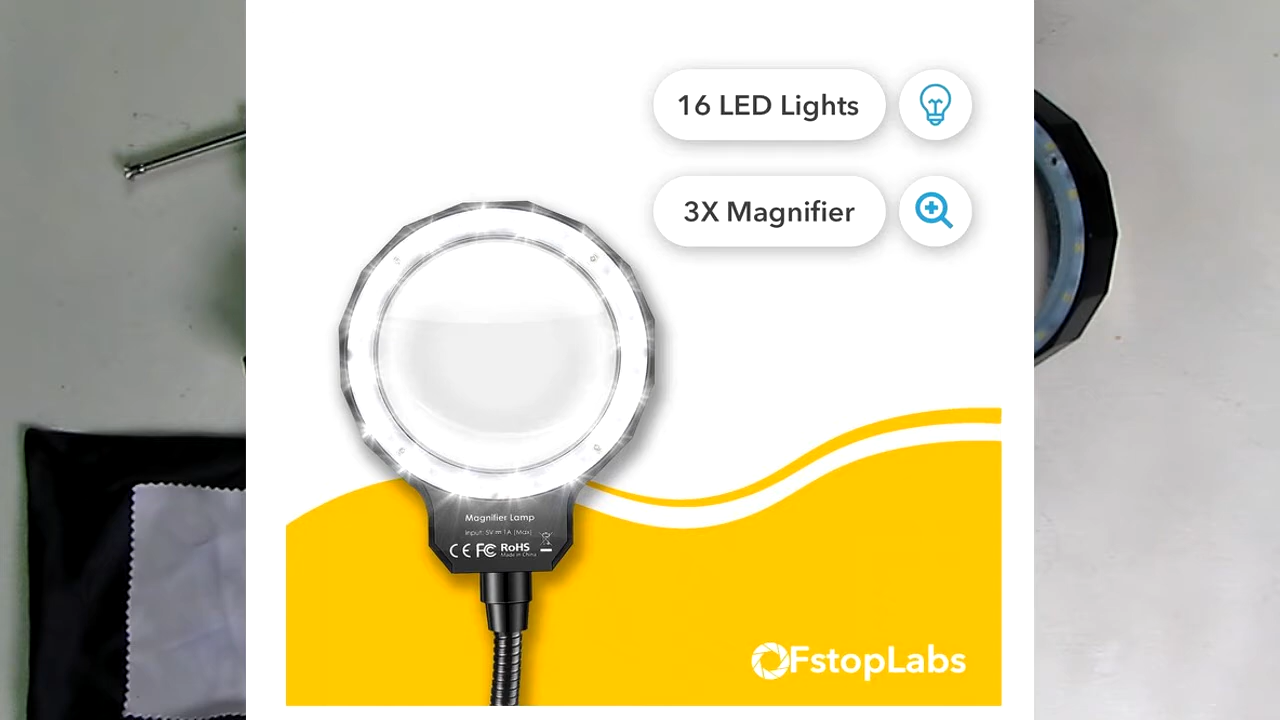 16 LED Lights
3X Magnifier
Magnifier Lamp
Input: 5V⎓1A (Max)
CE FC RoHS
Made in China
FstopLabs